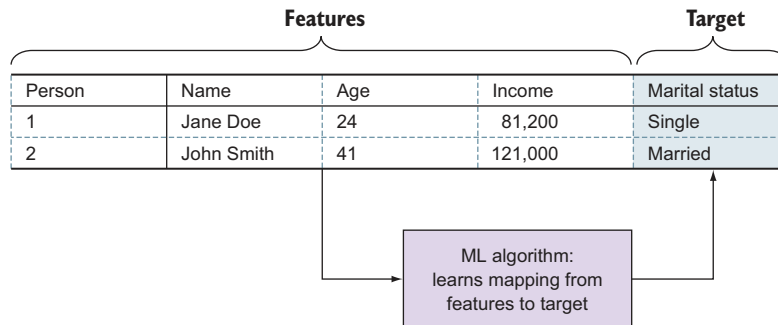 Features Target
Person Name Age Income Marital status
1 Jane Doe 24 81,200 Single
2 John Smith 41 121,000 Married
ML algorithm:
learns mapping from
features to target